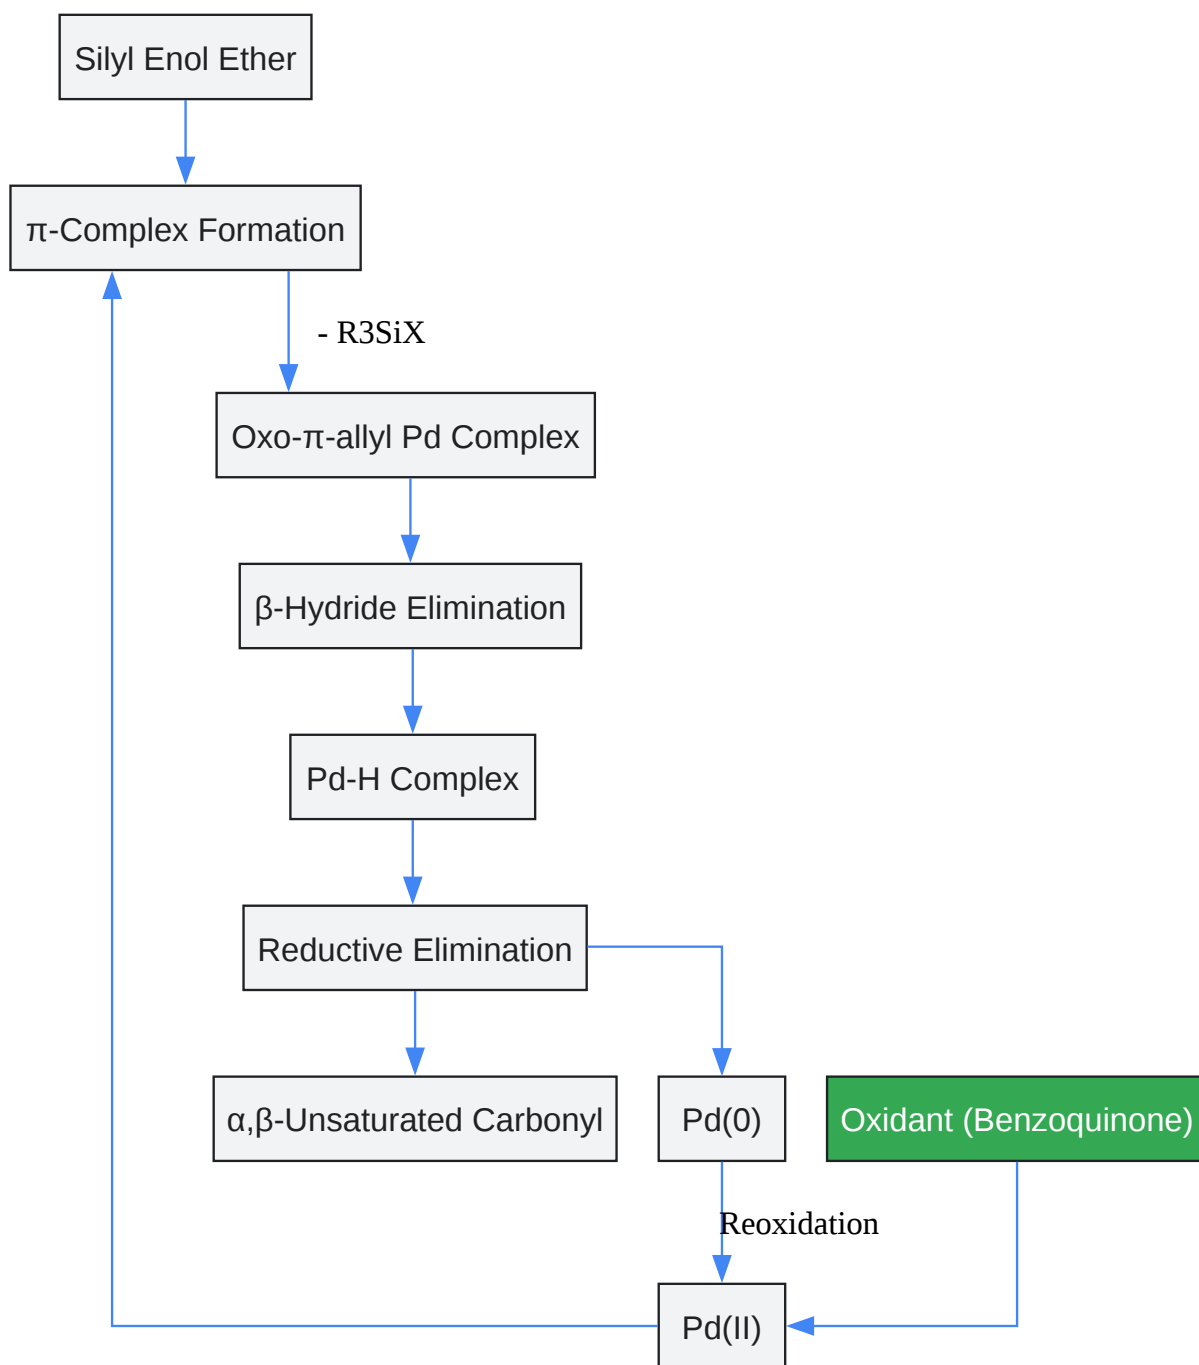 Silyl Enol Ether
π-Complex Formation
- R3SiX
Oxo-π-allyl Pd Complex
β-Hydride Elimination
Pd-H Complex
Reductive Elimination
α,β-Unsaturated Carbonyl
Pd(0)
Oxidant (Benzoquinone)
Reoxidation
Pd(II)